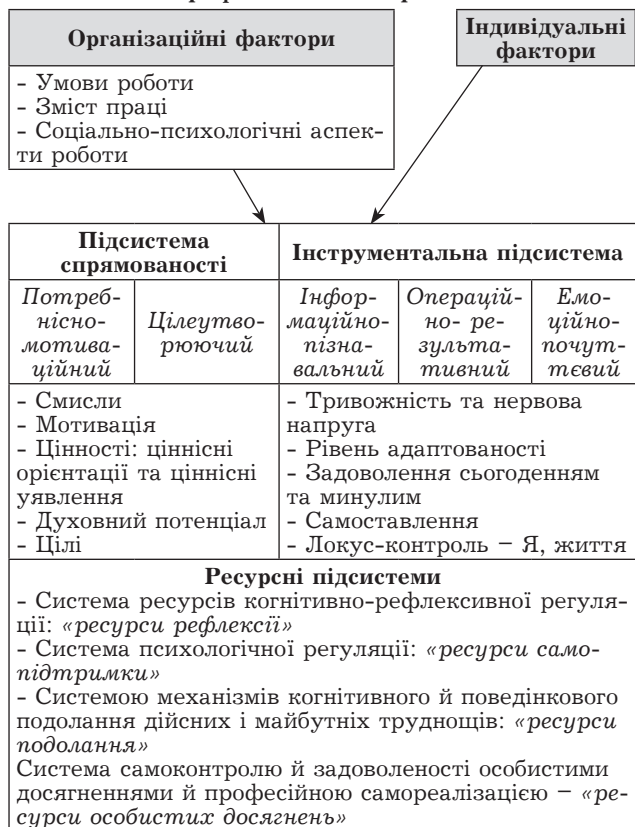 Організаційні фактори
Індивідуальні
фактори
- Умови роботи
- Зміст праці
- Соціально-психологічні аспек-
ти роботи
Підсистема
спрямованості
Інструментальна підсистема
Потреб-
нісно-
мотива-
ційний
Цілеутво-
рюючий
Інфор-
маційно-
пізна-
вальний
Операцій-
но- ре-
зульта-
тивний
Емо-
ційно-
почут-
тєвий
- Смисли
- Мотивація
- Цінності: ціннісні
орієнтації та ціннісні
уявлення
- Духовний потенціал
- Цілі
- Тривожність та нервова
напруга
- Рівень адаптованості
- Задоволення сьогоденням
та минулим
- Самоставлення
- Локус-контроль – Я, життя
Ресурсні підсистеми
- Система ресурсів когнітивно-рефлексивної регуля-
ції: «ресурси рефлексії»
- Система психологічної регуляції: «ресурси само-
підтримки»
- Системою механізмів когнітивного й поведінкового
подолання дійсних і майбутніх труднощів: «ресурси
подолання»
Система самоконтролю й задоволеності особистими
досягненнями й професійною самореалізацією – «ре-
сурси особистих досягнень»